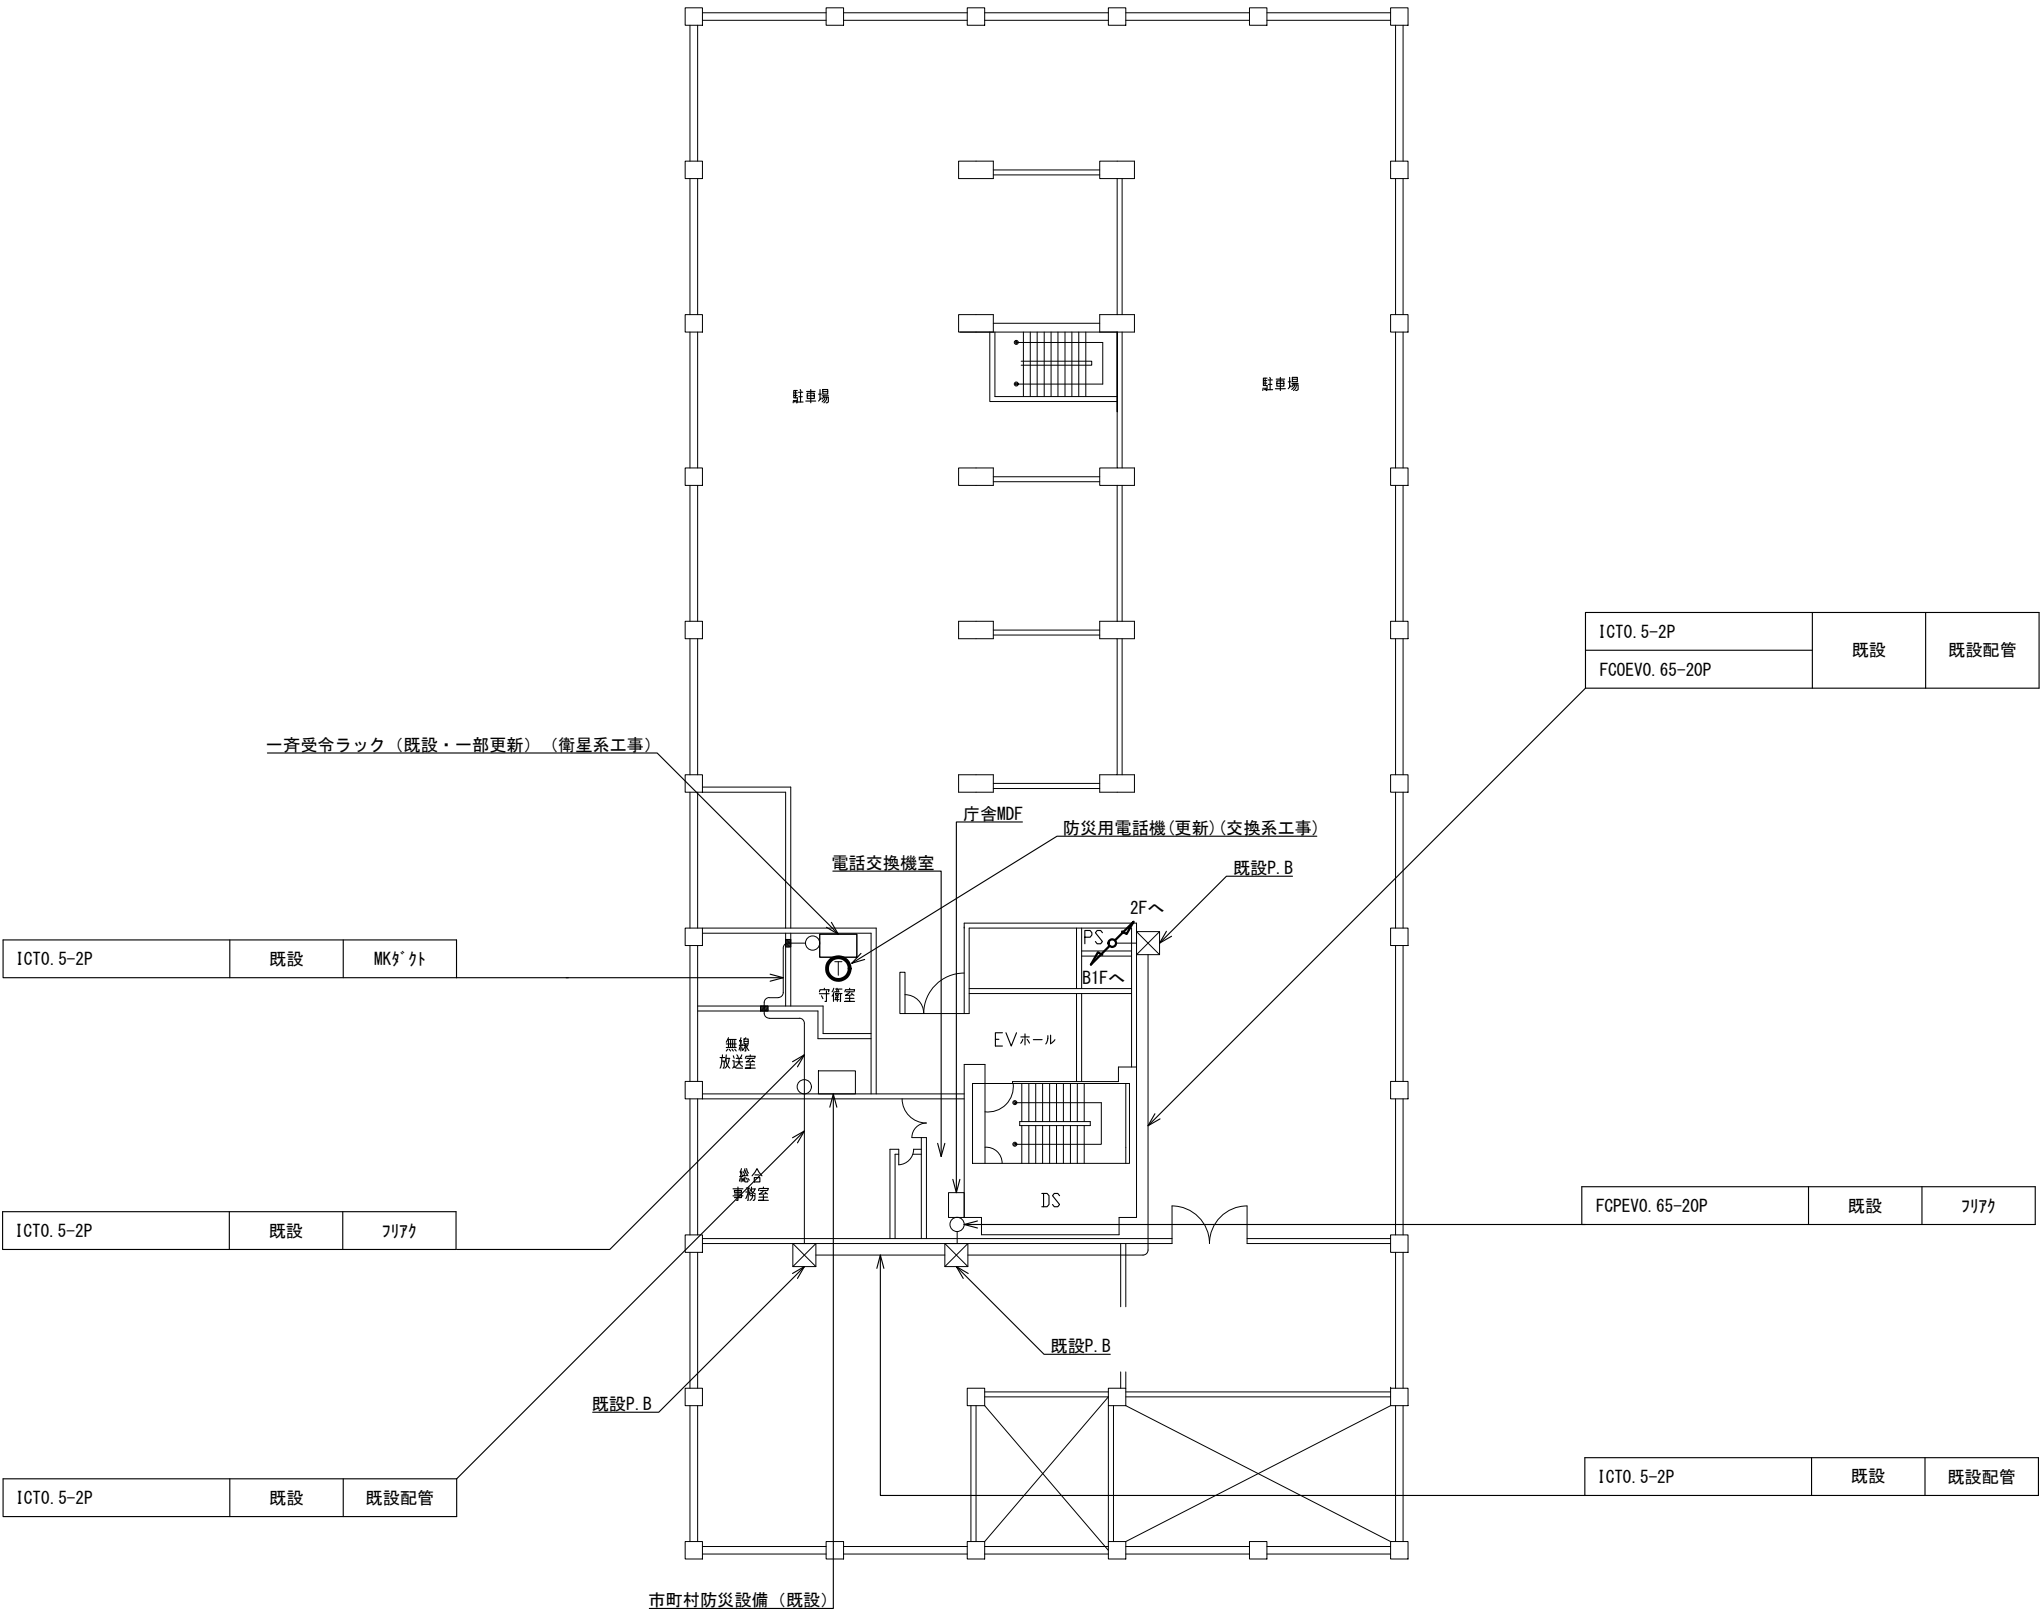 駐車場
駐車場
ICT0.5-2P
既設
既設配管
FCOEV0.65-20P
一斉受令ラック（既設・一部更新）（衛星系工事）
庁舎MDF
防災用電話機(更新)(交換系工事)
電話交換機室
既設P.B
2Fへ
PS
B1Fへ
ICT0.5-2P
既設
MKﾀﾞｸﾄ
T
守衛室
EVホール
無線
放送室
総合
事務室
DS
ICT0.5-2P
既設
ﾌﾘｱｸ
FCPEV0.65-20P
既設
ﾌﾘｱｸ
既設P.B
既設P.B
ICT0.5-2P
既設
既設配管
ICT0.5-2P
既設
既設配管
市町村防災設備（既設）